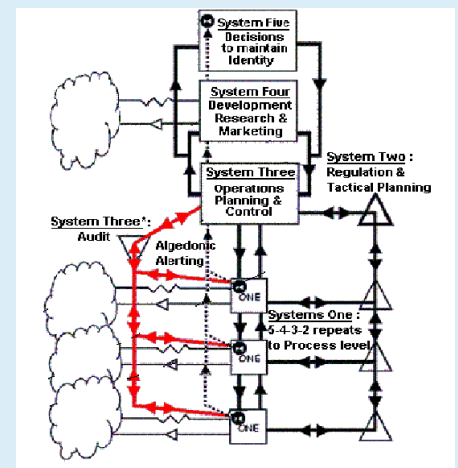 System Five
Decisions
to maintain
Identity
System Four
Development
Research &
Marketing
System Two :
Regulation &
Tactical Planning
System Three
Operations
Planning &
Control
System Three*:
Audit
Algedonic
Alerting
ONE
Systems One :
5-4-3-2 repeats
to Process level
ONE
ONE